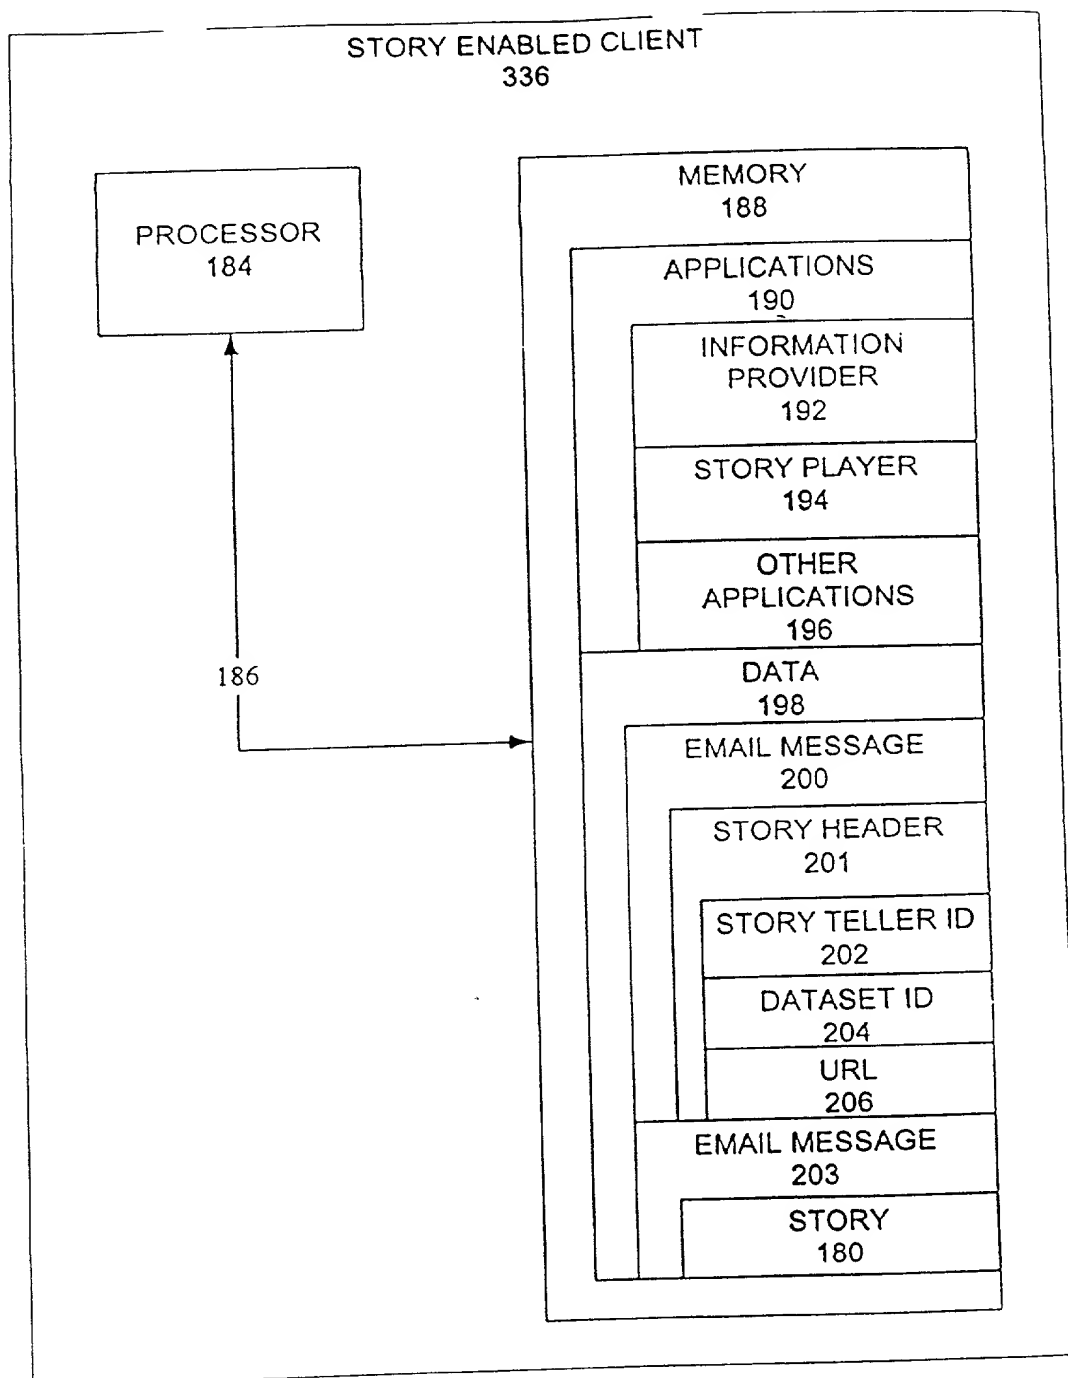 STORY ENABLED CLIENT
336
PROCESSOR
184
186
MEMORY
188
APPLICATIONS
190
INFORMATION
PROVIDER
192
STORY PLAYER
194
OTHER
APPLICATIONS
196
DATA
198
EMAIL MESSAGE
200
STORY HEADER
201
STORY TELLER ID
202
DATASET ID
204
URL
206
EMAIL MESSAGE
203
STORY
180